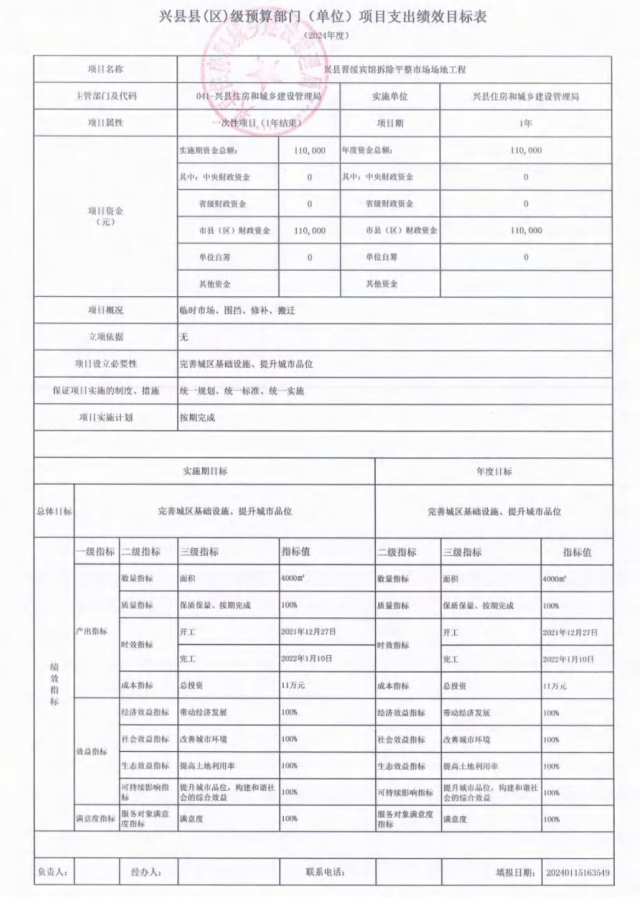 兴县县(区)级预算部门(单位)项目支出绩效目标表
(2024年度)
项目名称 兴县晋绥宾馆拆除平整市场场地工程
主管部门及代码 041-兴县住房和城乡建设管理局 实施单位 兴县住房和城乡建设管理局
项目属性 一次性项目(1年结束) 项目期 1年
项目资金
(元)
实施期资金总额: 110,000 年度资金总额: 110,000
其中:中央财政资金 0 其中:中央财政资金 0
省级财政资金 0 省级财政资金 0
市县(区)财政资金 110,000 市县(区)财政资金 110,000
单位自筹 0 单位自筹 0
其他资金 其他资金
项目概况 临时市场、围挡、修补、搬迁
立项依据 无
项目设立必要性 完善城区基础设施、提升城市品位
保证项目实施的制度、措施 统一规划、统一标准、统一实施
项目实施计划 按期完成
实施期目标 年度目标
总体目标 完善城区基础设施、提升城市品位 完善城区基础设施、提升城市品位
绩效指标
一级指标 二级指标 三级指标 指标值 二级指标 三级指标 指标值
产出指标
数量指标 面积 4000㎡ 数量指标 面积 4000㎡
质量指标 保质保量、按期完成 100% 质量指标 保质保量、按期完成 100%
时效指标 开工 2021年12月27日 时效指标 开工 2021年12月27日
完工 2022年1月10日 完工 2022年1月10日
成本指标 总投资 11万元 成本指标 总投资 11万元
效益指标
经济效益指标 带动经济发展 100% 经济效益指标 带动经济发展 100%
社会效益指标 改善城市环境 100% 社会效益指标 改善城市环境 100%
生态效益指标 提高土地利用率 100% 生态效益指标 提高土地利用率 100%
可持续影响指标 提升城市品位,构建和谐社会的综合效益 100% 可持续影响指标 提升城市品位,构建和谐社会的综合效益 100%
满意度指标 服务对象满意度指标 满意度 100% 服务对象满意度指标 满意度 100%
负责人: 经办人: 联系电话: 填报日期: 20240115163549